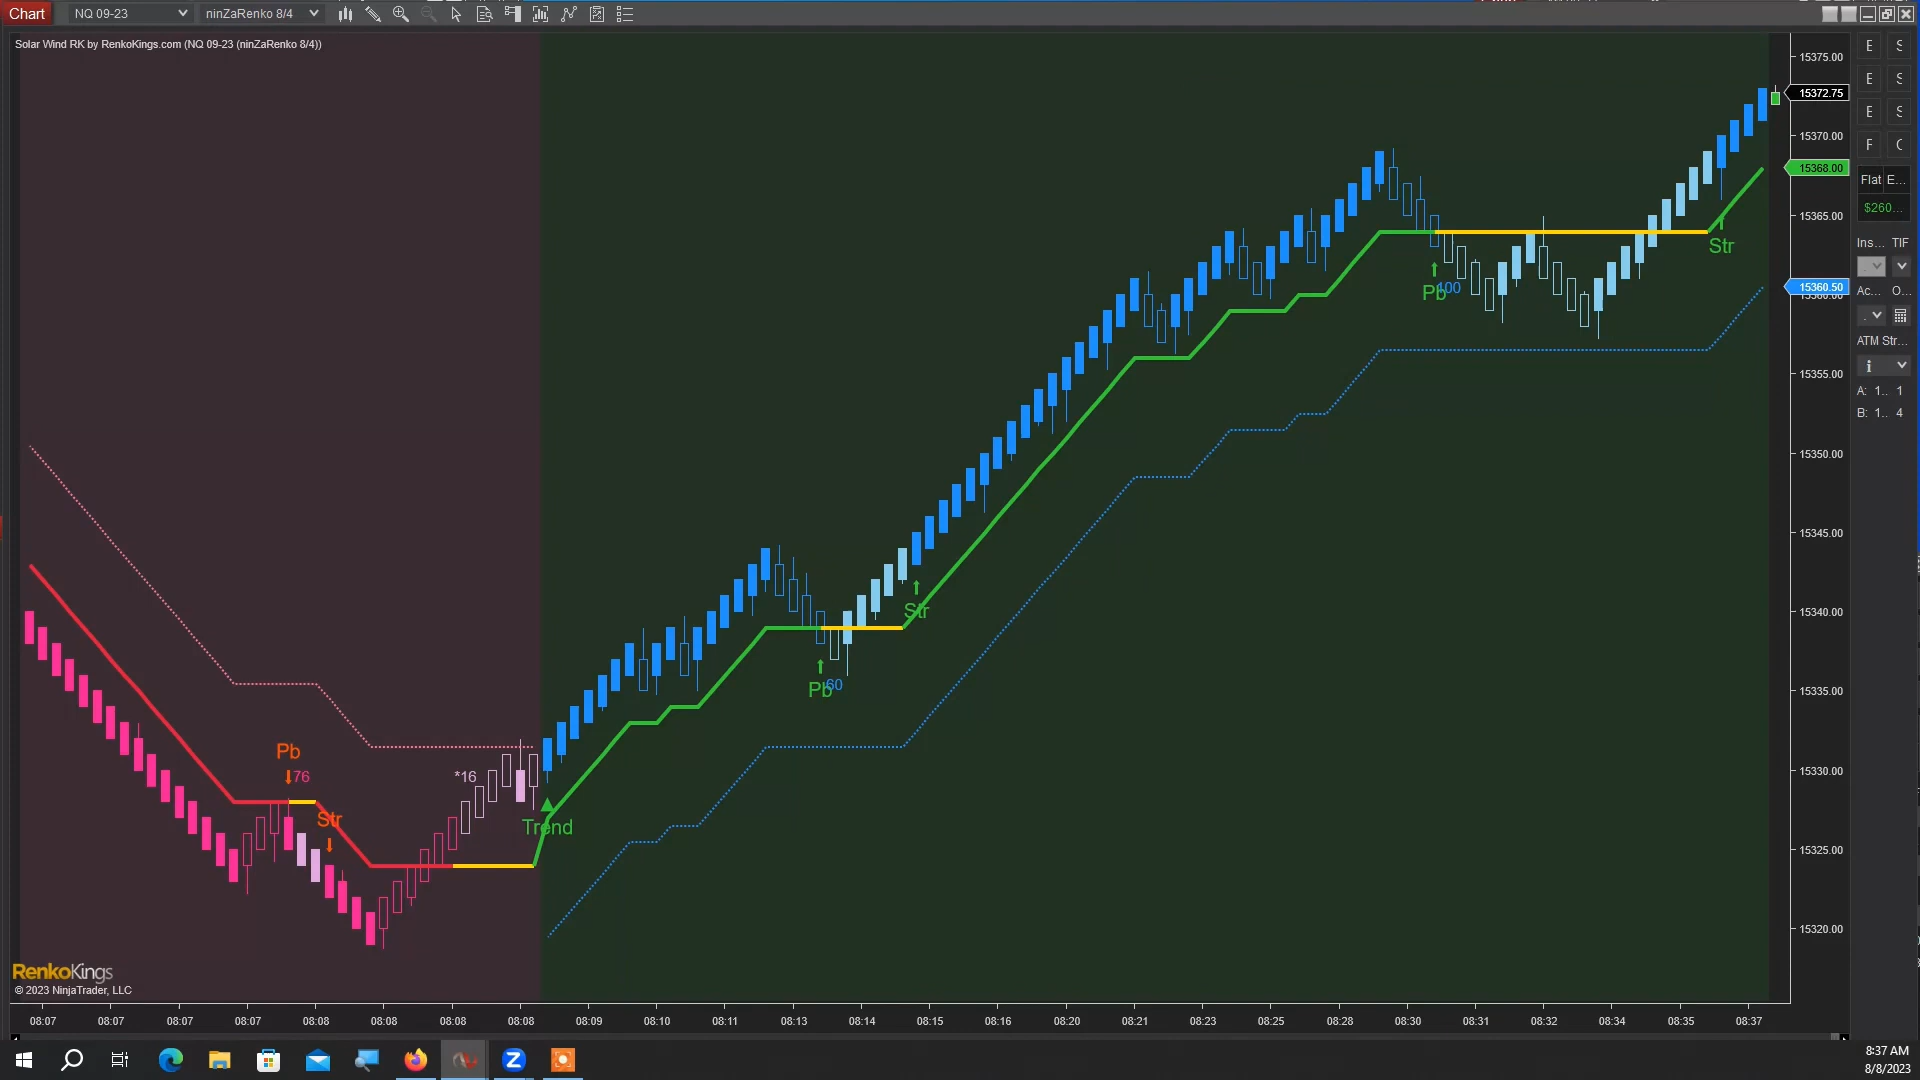 Chart NQ 09-23 ninZaRenko 8/4
Solar Wind RK by RenkoKings.com (NQ 09-23 (ninZaRenko 8/4))
15375.00
15372.75
15370.00
15368.00
15365.00
15360.50
15355.00
15350.00
15345.00
15340.00
15335.00
15330.00
15325.00
15320.00
Str
Pb 100
Str
Pb 60
Pb
76
*16
Str
Trend
RenkoKings
© 2023 NinjaTrader, LLC
08:07 08:07 08:07 08:07 08:08 08:08 08:08 08:08 08:09 08:10 08:11 08:13 08:14 08:15 08:16 08:20 08:21 08:23 08:25 08:28 08:30 08:31 08:32 08:34 08:35 08:37
Flat E...
$260...
Ins... TIF
Ac... O...
ATM Str...
A: 1.. 1
B: 1.. 4
8:37 AM
8/8/2023